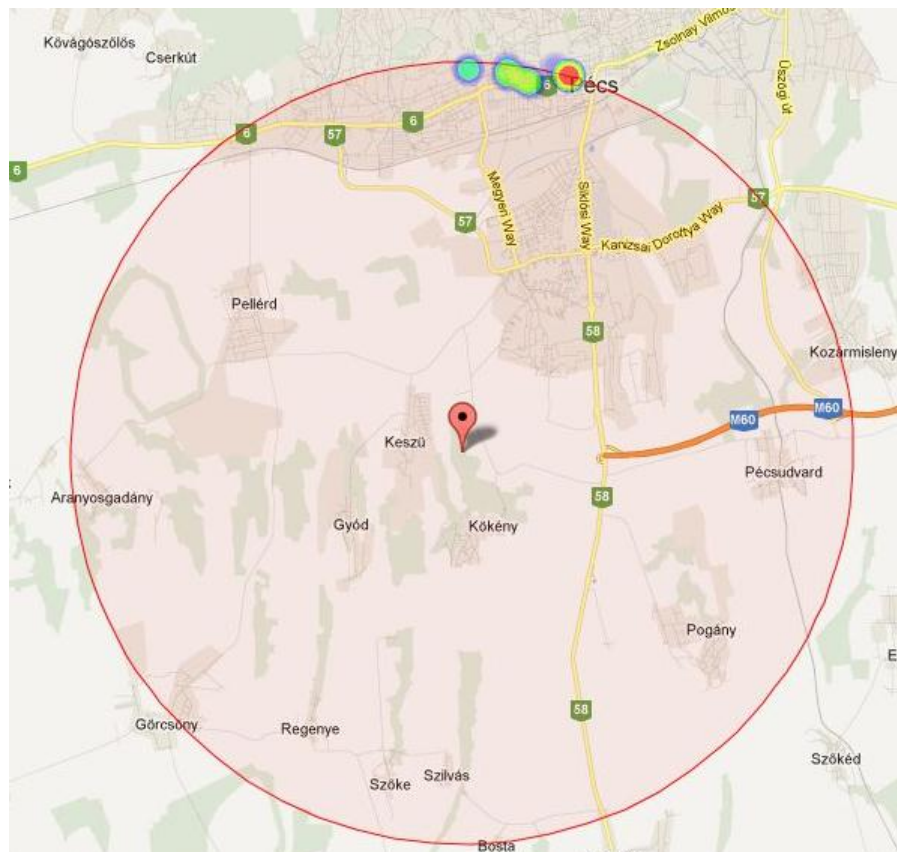 Kővágószőlős
Cserkút
Zsolnay Vilmos
Üszögi út
Pécs
6
6
6
6
57
57
57
Megyeri Way
Siklósi Way
Kanizsai Dorottya Way
Pellérd
58
Kozármisleny
M60
M60
Keszü
Pécsudvard
Aranyosgadány
58
Gyód
Kökény
Pogány
E
58
Görcsöny
Regenye
Szőke
Szilvás
Szőkéd
Bosta